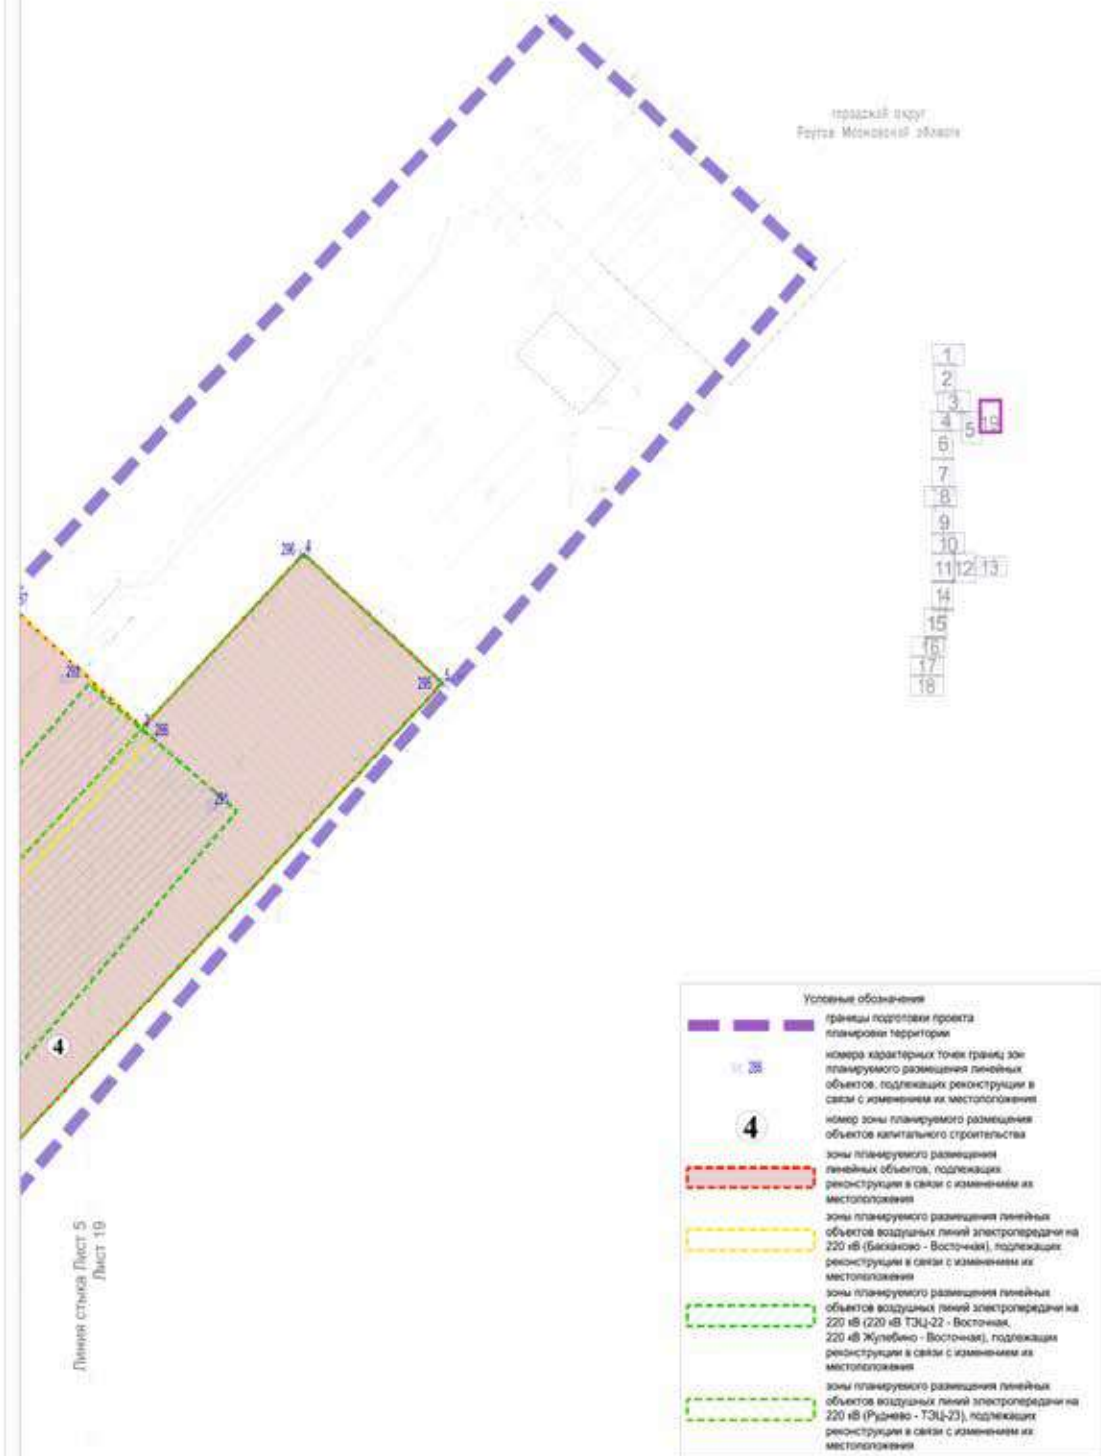 городской округ
Реутов Московской области
1
2
3
4
5
19
6
7
8
9
10
11
12
13
14
15
16
17
18
296
4
295
4
Линия стыка Лист 5
Лист 19
Условные обозначения
границы подготовки проекта
планировки территории
288
номера характерных точек границ зон
планируемого размещения линейных
объектов, подлежащих реконструкции в
связи с изменением их местоположения
4
номер зоны планируемого размещения
объектов капитального строительства
зоны планируемого размещения
линейных объектов, подлежащих
реконструкции в связи с изменением их
местоположения
зоны планируемого размещения линейных
объектов воздушных линий электропередачи на
220 кВ (Баскаково - Восточная), подлежащих
реконструкции в связи с изменением их
местоположения
зоны планируемого размещения линейных
объектов воздушных линий электропередачи на
220 кВ (220 кВ ТЭЦ-22 - Восточная,
220 кВ Жулебино - Восточная), подлежащих
реконструкции в связи с изменением их
местоположения
зоны планируемого размещения линейных
объектов воздушных линий электропередачи на
220 кВ (Руднево - ТЭЦ-23), подлежащих
реконструкции в связи с изменением их
местоположения